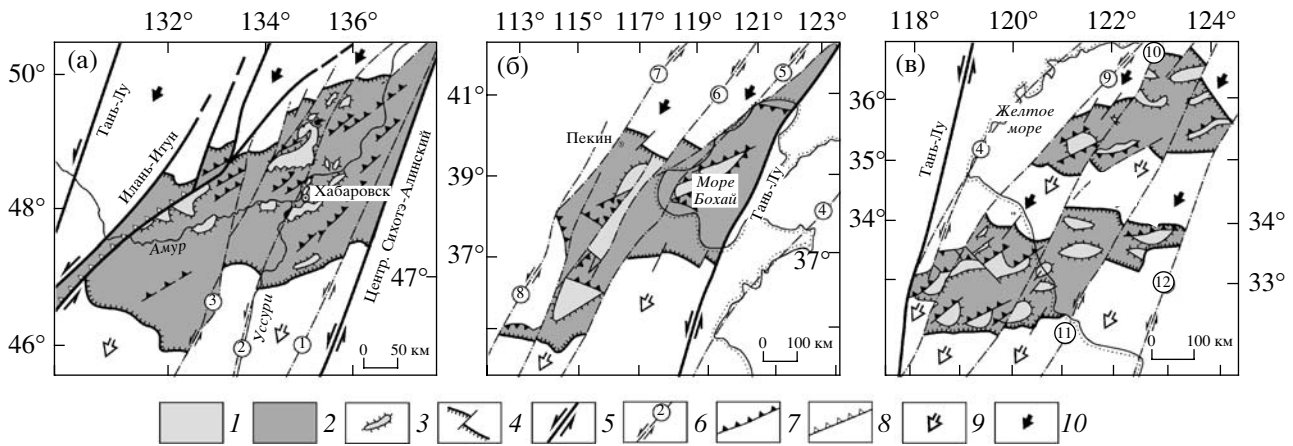 132° 134° 136°
113° 115° 117° 119° 121° 123°
118° 120° 122° 124°
(а)
50°
48°
46°
47°
Тань-Лу
Илань-Итун
Хабаровск
Амур
Уссури
Центр. Сихотэ-Алинский
3
2
1
0 50 км
(б)
41°
39°
37°
37°
7
6
5
4
8
Пекин
Море
Бохай
Тань-Лу
0 100 км
(в)
36°
35°
34°
34°
33°
10
9
4
12
11
Желтое
море
Тань-Лу
0 100 км
1 2 3 4 5 2 6 7 8 9 10